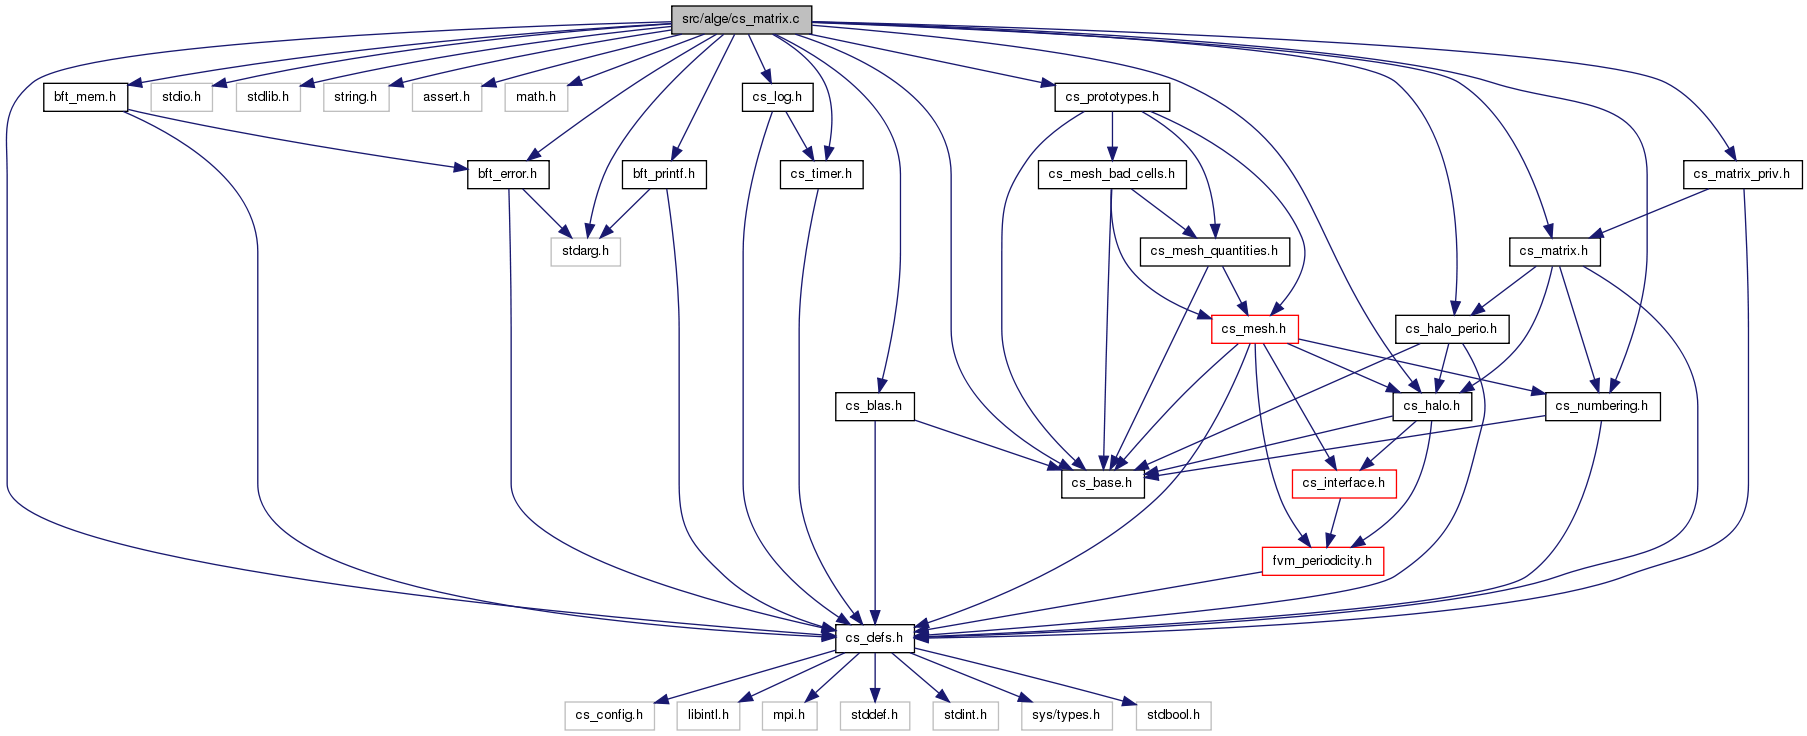 src/alge/cs_matrix.c
bft_mem.h
stdio.h
stdlib.h
string.h
assert.h
math.h
cs_log.h
cs_prototypes.h
bft_error.h
bft_printf.h
cs_timer.h
cs_mesh_bad_cells.h
cs_matrix_priv.h
stdarg.h
cs_mesh_quantities.h
cs_matrix.h
cs_mesh.h
cs_halo_perio.h
cs_blas.h
cs_halo.h
cs_numbering.h
cs_base.h
cs_interface.h
fvm_periodicity.h
cs_defs.h
cs_config.h
libintl.h
mpi.h
stddef.h
stdint.h
sys/types.h
stdbool.h